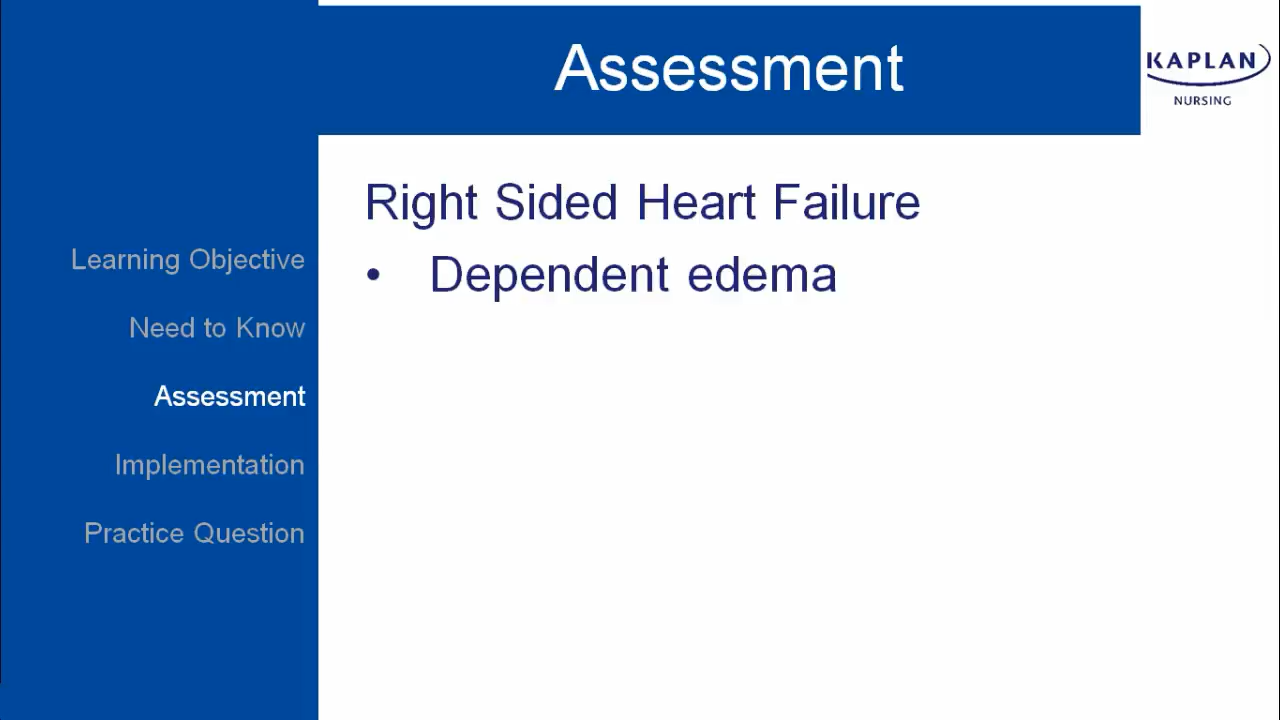 Assessment
KAPLAN
NURSING
Right Sided Heart Failure
• Dependent edema
Learning Objective
Need to Know
Assessment
Implementation
Practice Question